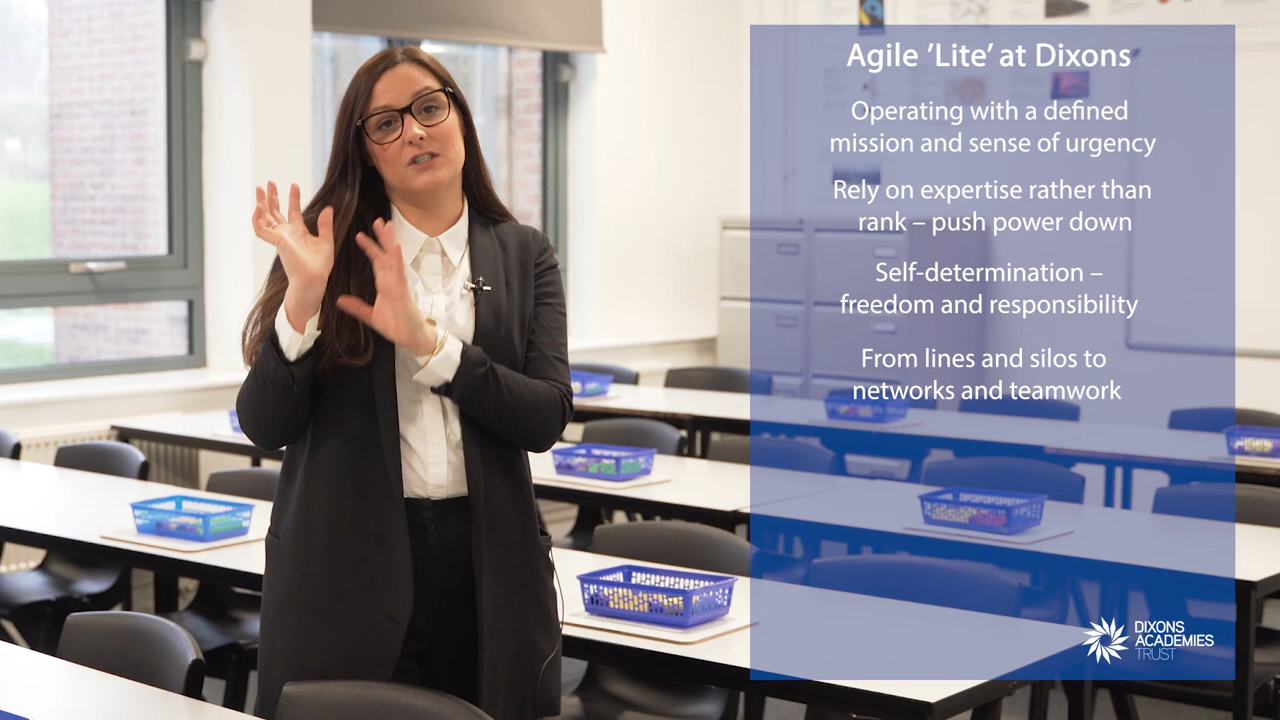 Agile ’Lite’ at Dixons
Operating with a defined
mission and sense of urgency
Rely on expertise rather than
rank – push power down
Self-determination –
freedom and responsibility
From lines and silos to
networks and teamwork
DIXONS
ACADEMIES
TRUST